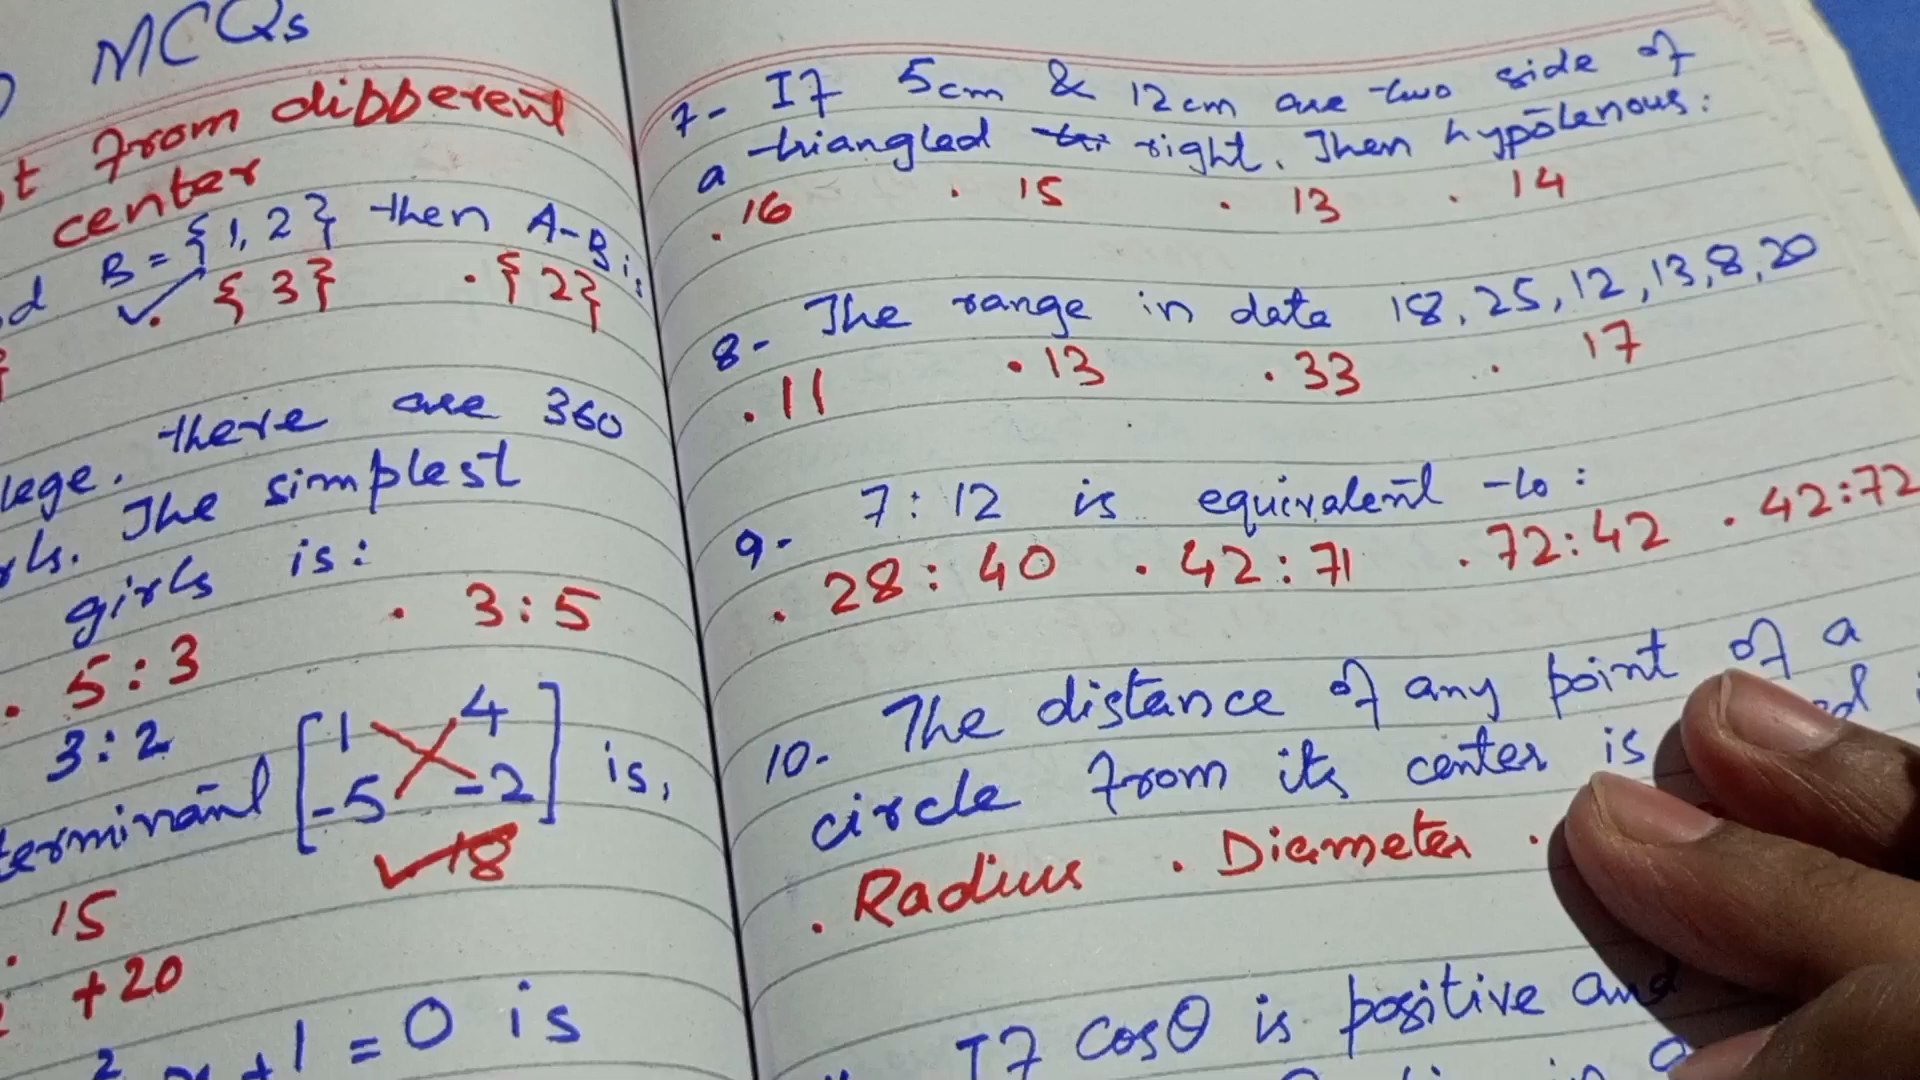 MCQs
from different
center
B = {1, 2} then A-B is
{3} . {2}
there are 360
The simplest
girls is:
. 5:3 . 3:5
3:2
[1 4
-5 -2] is,
. 15 18
+20
+1 = 0 is
7- If 5cm & 12cm are two side of
a triangled right. Then hypotenous:
. 16 . 15 . 13 . 14
8- The range in data 18, 25, 12, 13, 8, 20
. 11 . 13 . 33 . 17
9- 7:12 is equivalent to:
. 28:40 . 42:71 . 72:42 . 42:72
10- The distance of any point of a
circle from its center is
. Radius . Diameter .
If cosθ is positive and